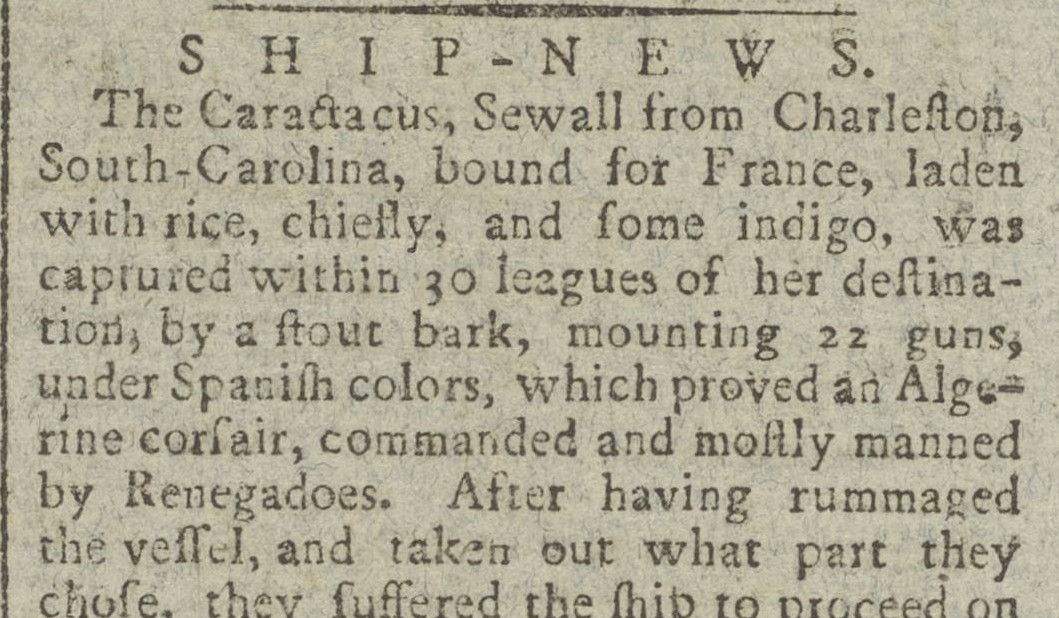 SHIP-NEWS.
The Caractacus, Sewall from Charleſton,
South-Carolina, bound for France, laden
with rice, chiefly, and ſome indigo, was
captured within 30 leagues of her deſtina-
tion, by a ſtout bark, mounting 22 guns,
under Spaniſh colors, which proved an Alge-
rine corſair, commanded and moſtly manned
by Renegadoes. After having rummaged
the veſſel, and taken out what part they
choſe, they ſuffered the ſhip to proceed on